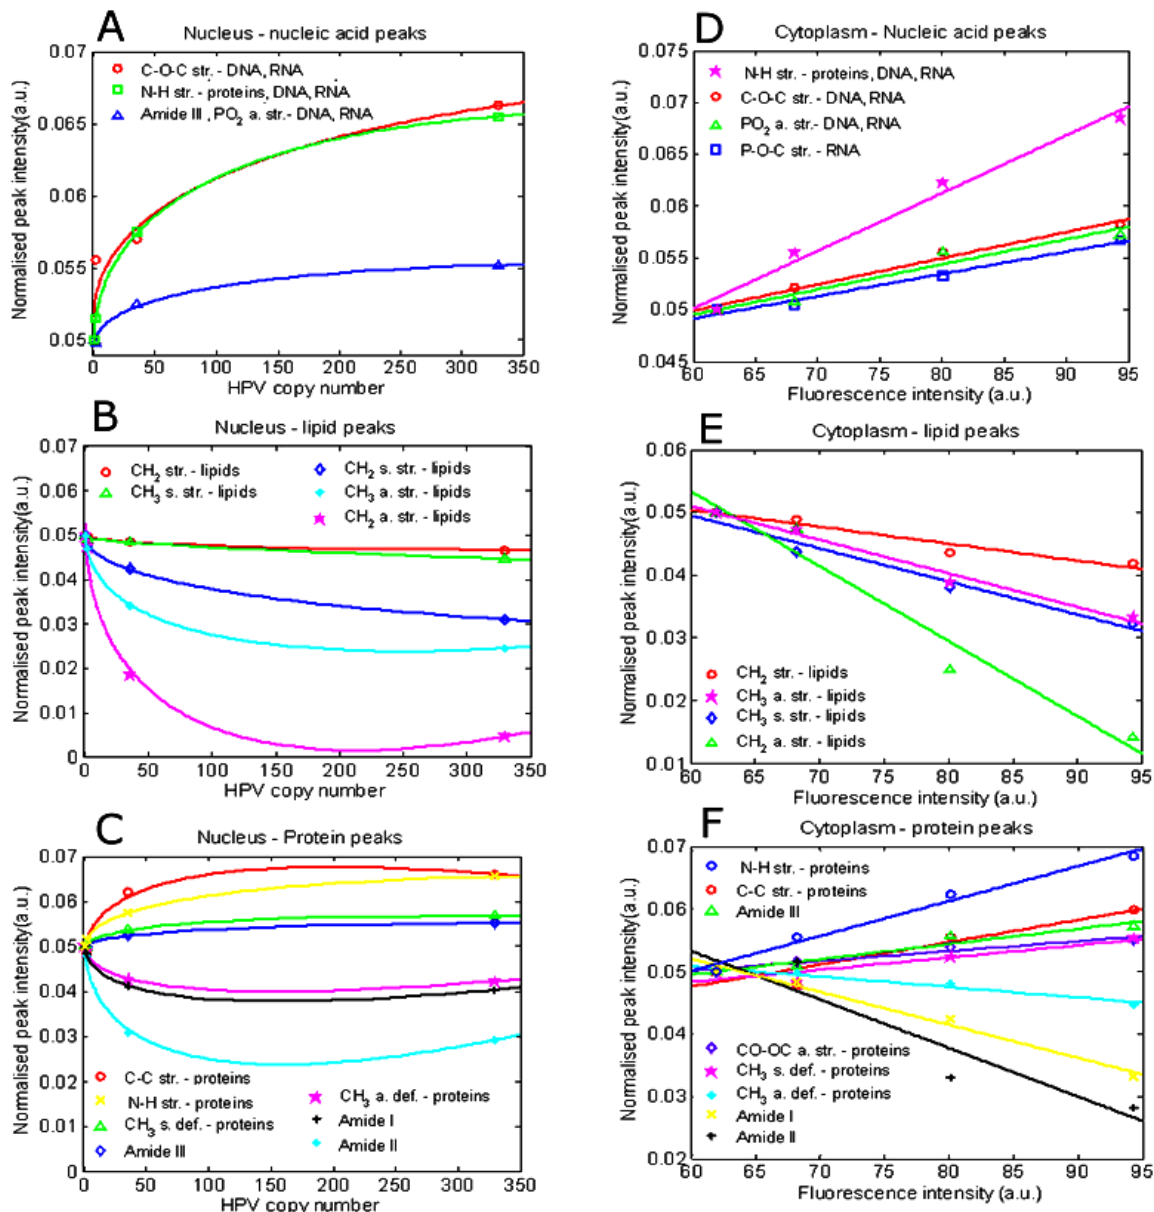 A
Nucleus - nucleic acid peaks
Normalised peak intensity(a.u.)
0.07
0.065
0.06
0.055
0.05
C-O-C str.- DNA, RNA
N-H str. - proteins, DNA, RNA
Amide III , PO2 a. str.- DNA, RNA
0 50 100 150 200 250 300 350
HPV copy number
B
Nucleus - lipid peaks
Normalised peak intensity(a.u.)
0.07
0.06
0.05
0.04
0.03
0.02
0.01
0
CH2 str. - lipids
CH3 s. str - lipids
CH2 s. str. - lipids
CH3 a. str. - lipids
CH2 a. str. - lipids
0 50 100 150 200 250 300 350
HPV copy number
C
Nucleus - Protein peaks
Normalised peak intensity (a.u.)
0.07
0.06
0.05
0.04
0.03
0.02
0.01
0
C-C str. - proteins
N-H str. - proteins
CH3 s. def. - proteins
Amide III
CH3 a. def. - proteins
Amide I
Amide II
0 50 100 150 200 250 300 350
HPV copy number
D
Cytoplasm - Nucleic acid peaks
Normalised peak intensity (a.u.)
0.075
0.07
0.065
0.06
0.055
0.05
0.045
N-H str. - proteins, DNA, RNA
C-O-C str. - DNA, RNA
PO2 a. str.- DNA, RNA
P-O-C str. - RNA
60 65 70 75 80 85 90 95
Fluorescence intensity (a.u.)
E
Cytoplasm - lipid peaks
Normalised peak intensity (a.u.)
0.06
0.05
0.04
0.03
0.02
0.01
CH2 str. - lipids
CH3 a. str. - lipids
CH3 s. str. - lipids
CH2 a. str. - lipids
60 65 70 75 80 85 90 95
Fluorescence intensity (a.u.)
F
Cytoplasm - protein peaks
Normalised peak intensity(a.u.)
0.07
0.06
0.05
0.04
0.03
0.02
N-H str. - proteins
C-C str. - proteins
Amide III
CO-OC a. str. - proteins
CH3 s. def. - proteins
CH3 a. def. - proteins
Amide I
Amide II
60 65 70 75 80 85 90 95
Fluorescence intensity (a.u.)